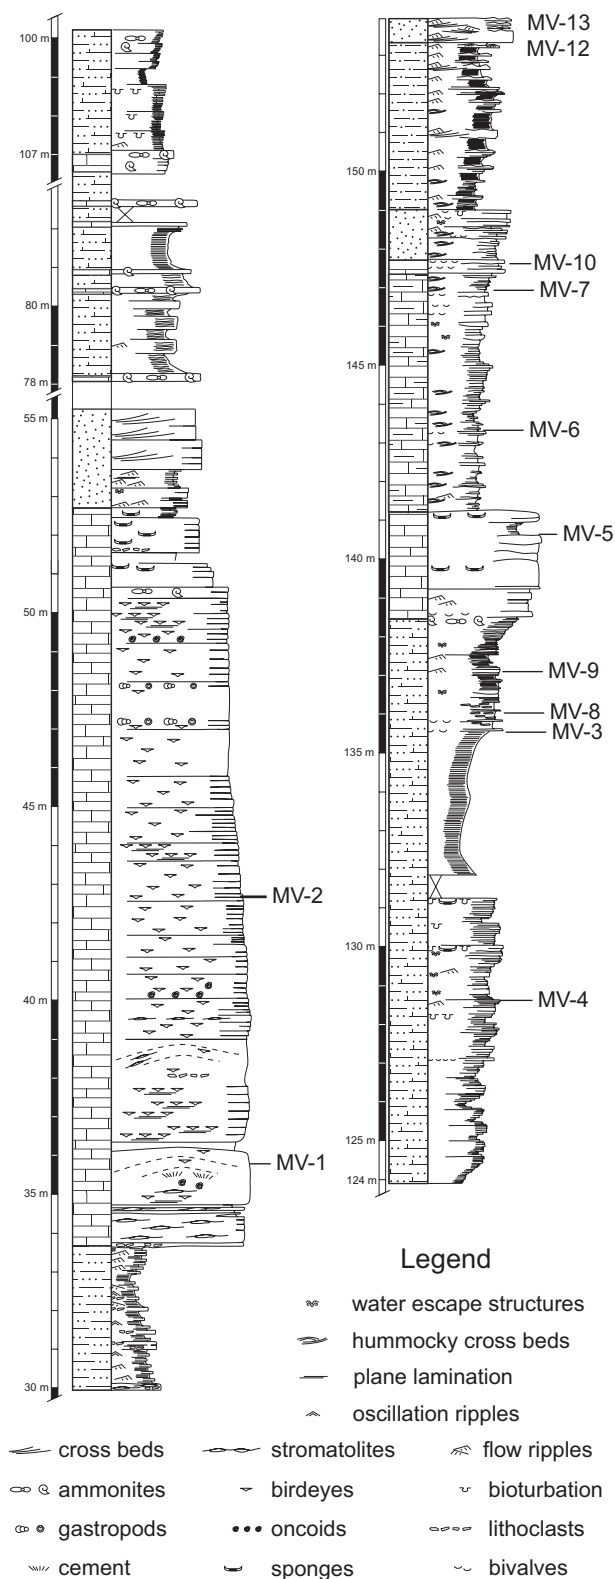 100 m
107 m
80 m
78 m
55 m
50 m
45 m
MV-2
40 m
MV-1
35 m
30 m
MV-13
MV-12
150 m
MV-10
MV-7
145 m
MV-6
MV-5
140 m
MV-9
MV-8
MV-3
135 m
130 m
MV-4
125 m
124 m
Legend
water escape structures
hummocky cross beds
plane lamination
oscillation ripples
cross beds stromatolites flow ripples
ammonites birdeyes bioturbation
gastropods oncoids lithoclasts
cement sponges bivalves